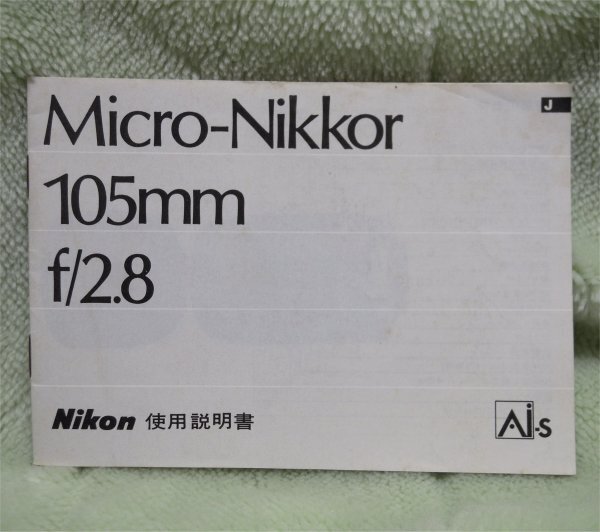 J
Micro-Nikkor
105mm
f/2.8
Nikon 使用説明書
Ai-s